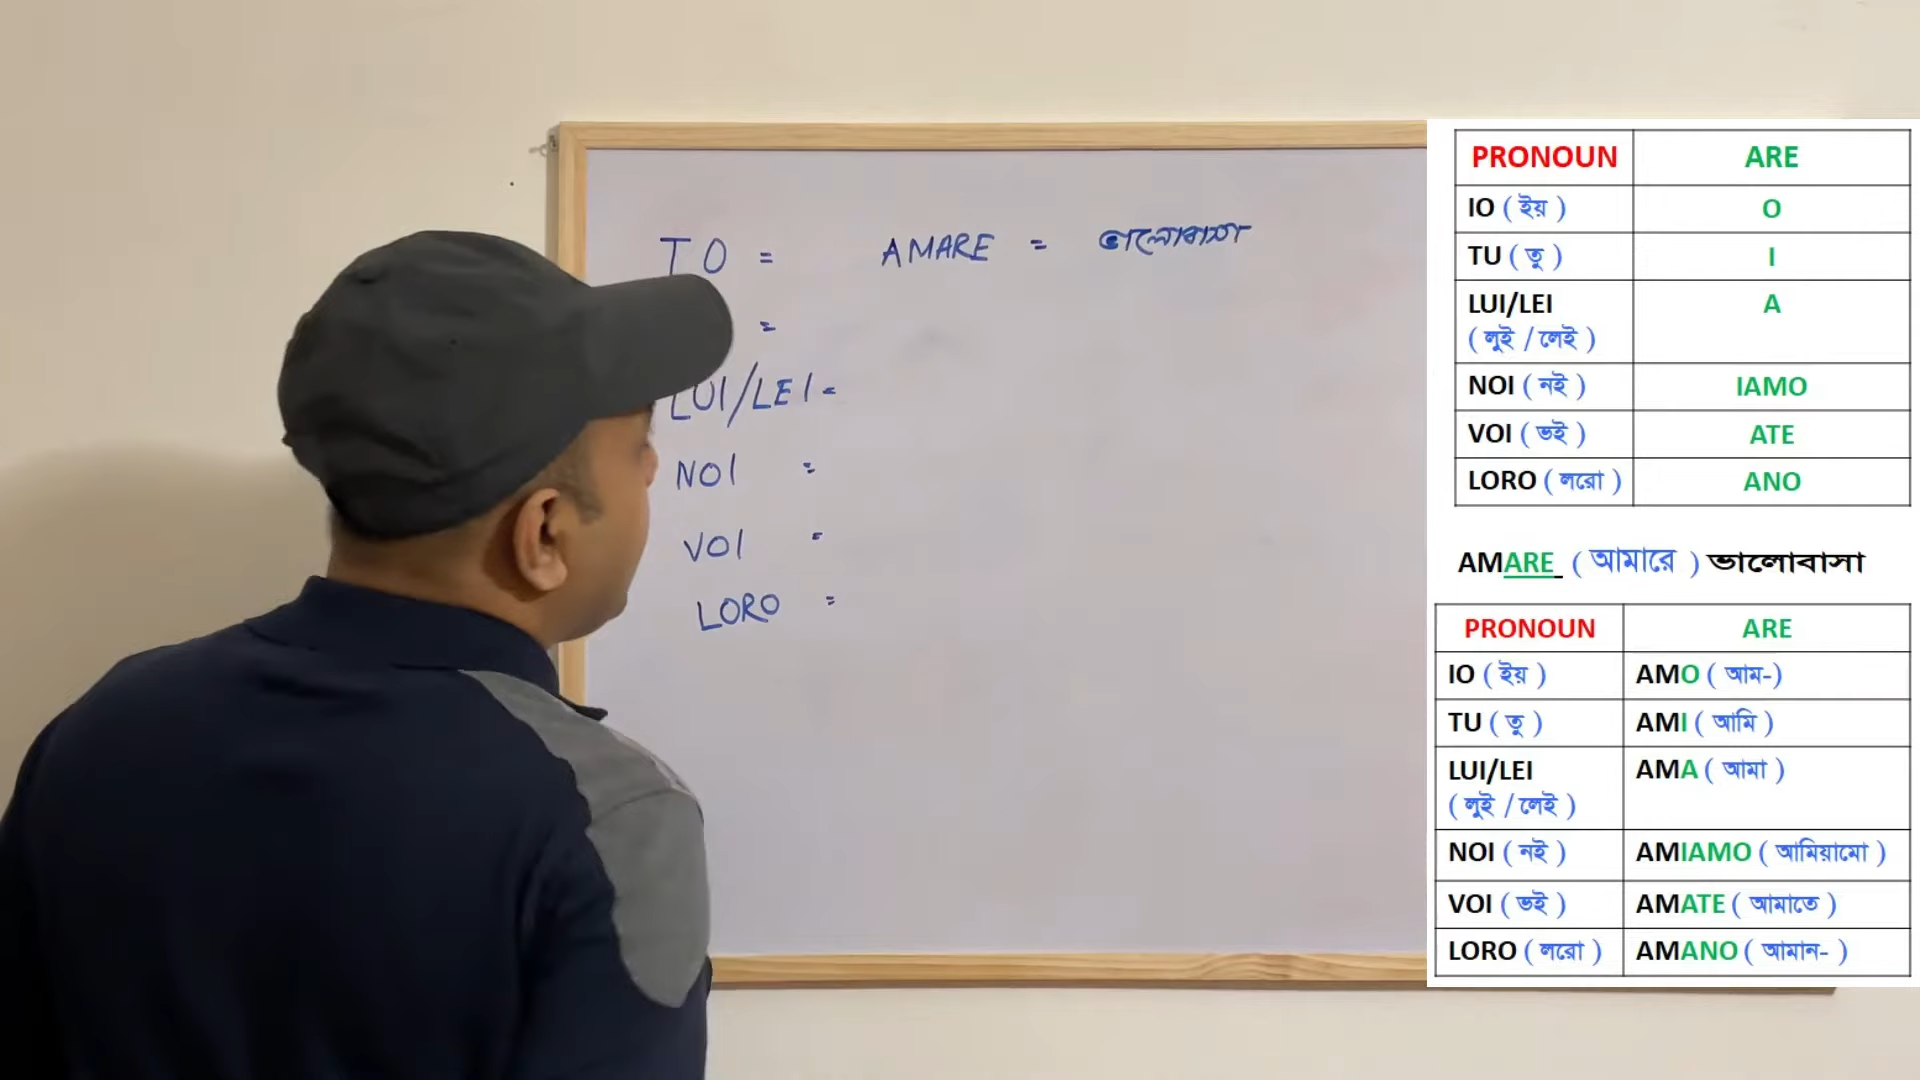 IO = AMARE = ভালোবাসা
=
LUI/LEI =
NOI =
VOI =
LORO =
PRONOUN ARE
IO ( ইয় ) O
TU ( তু ) I
LUI/LEI A
( লুই / লেই )
NOI ( নই ) IAMO
VOI ( ভই ) ATE
LORO ( লরো ) ANO
AMARE ( আমারে ) ভালোবাসা
PRONOUN ARE
IO ( ইয় ) AMO ( আম-)
TU ( তু ) AMI ( আমি )
LUI/LEI AMA ( আমা )
( লুই / লেই )
NOI ( নই ) AMIAMO ( আমিয়ামো )
VOI ( ভই ) AMATE ( আমাতে )
LORO ( লরো ) AMANO ( আমান- )